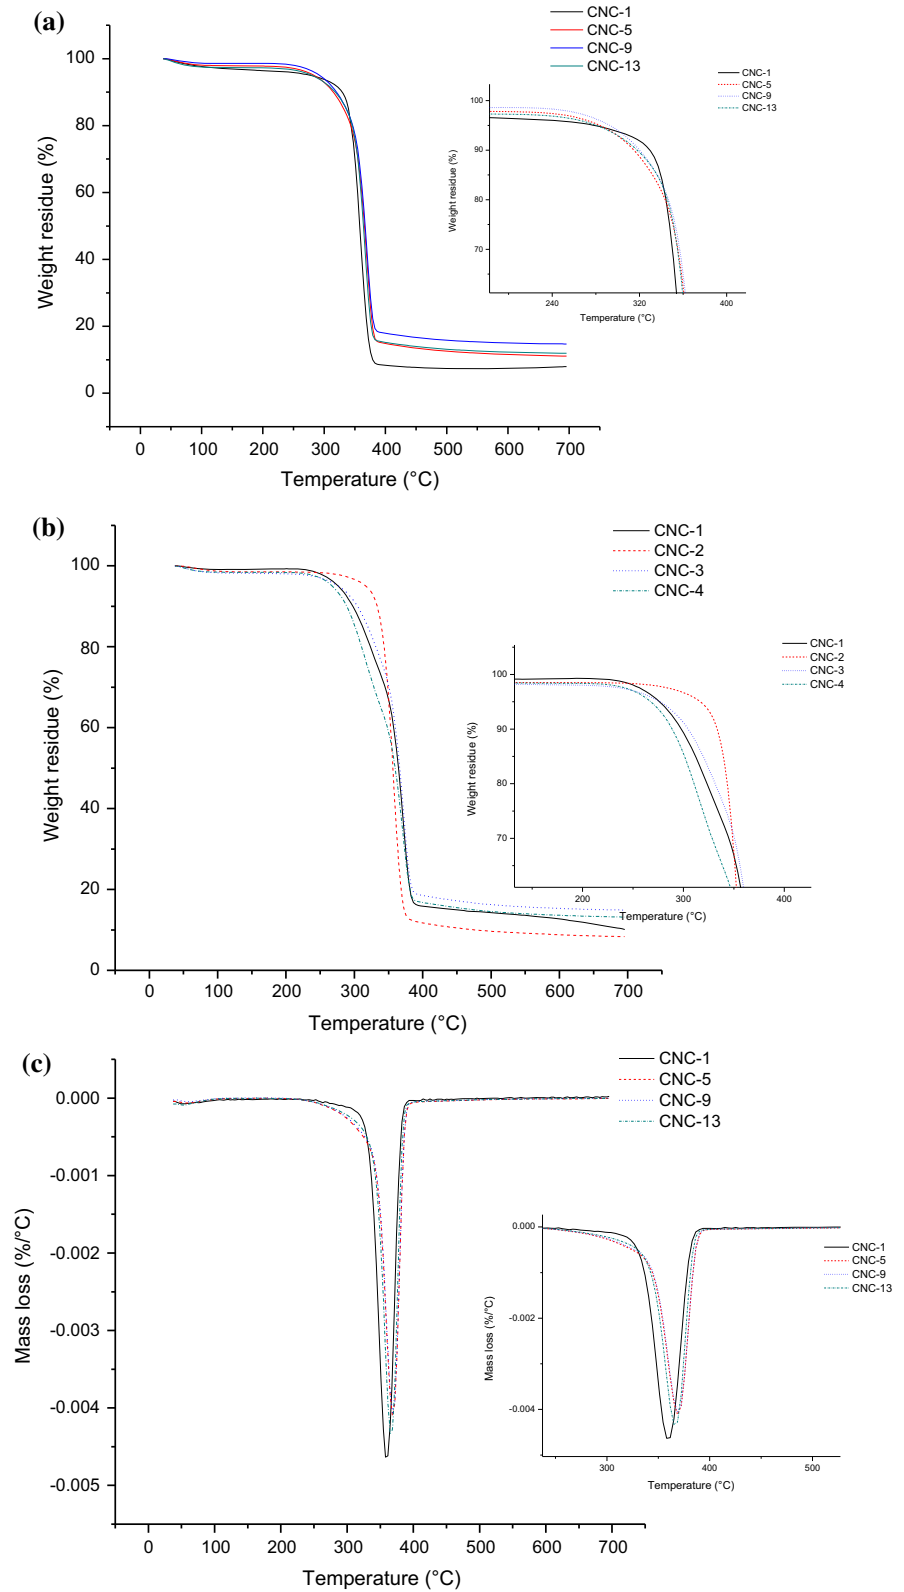 (a)
CNC-1
CNC-5
CNC-9
CNC-13
100
80
60
40
20
0
Weight residue (%)
0 100 200 300 400 500 600 700
Temperature (°C)
CNC-1
CNC-5
CNC-9
CNC-13
100
90
80
70
Weight residue (%)
240 320 400
Temperature (°C)
(b)
CNC-1
CNC-2
CNC-3
CNC-4
100
80
60
40
20
0
Weight residue (%)
0 100 200 300 400 500 600 700
Temperature (°C)
CNC-1
CNC-2
CNC-3
CNC-4
100
90
80
70
Weight residue (%)
200 300 400
Temperature (°C)
(c)
CNC-1
CNC-5
CNC-9
CNC-13
0.000
-0.001
-0.002
-0.003
-0.004
-0.005
Mass loss (%/°C)
0 100 200 300 400 500 600 700
Temperature (°C)
CNC-1
CNC-5
CNC-9
CNC-13
0.000
-0.002
-0.004
Mass loss (%/°C)
300 400 500
Temperature (°C)